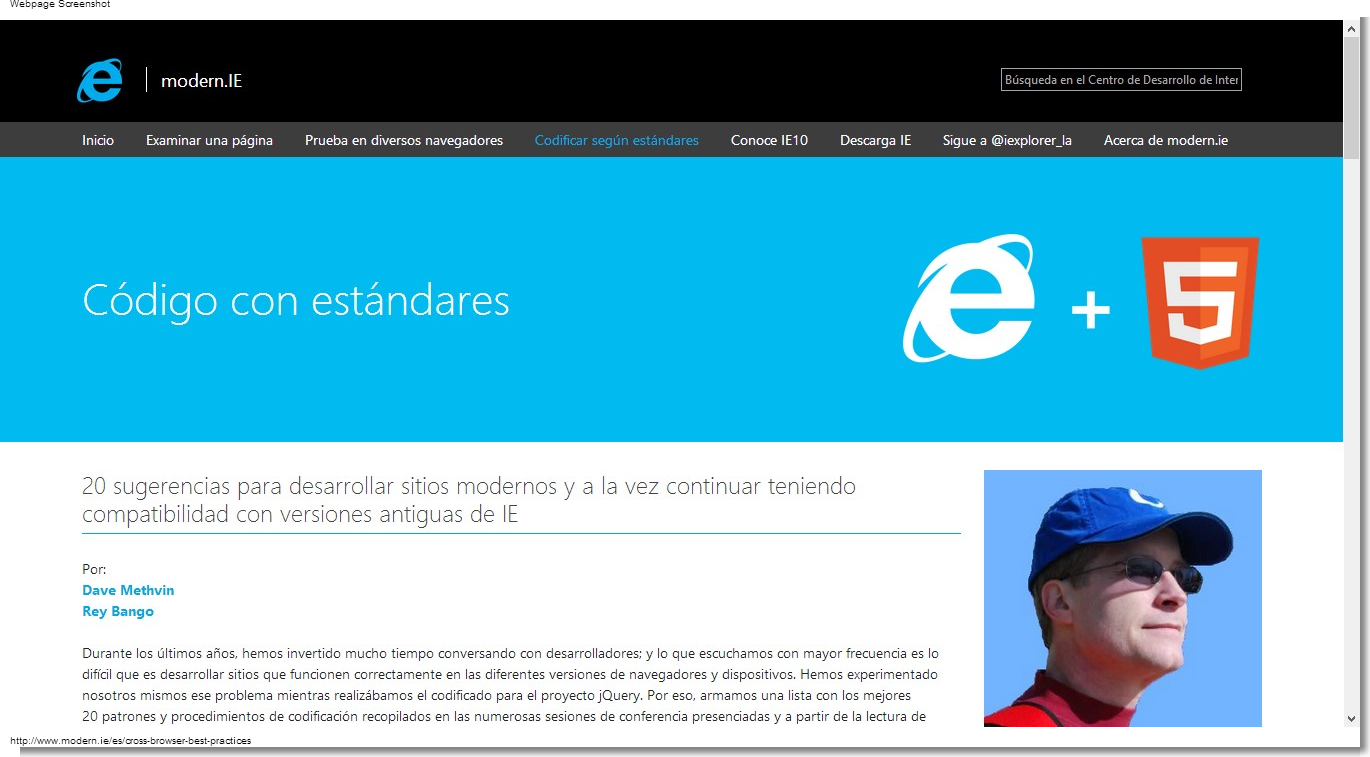 Webpage Screenshot
modern.IE
Búsqueda en el Centro de Desarrollo de Inter
Inicio Examinar una página Prueba en diversos navegadores Codificar según estándares Conoce IE10 Descarga IE Sigue a @iexplorer_la Acerca de modern.ie
Código con estándares
+
5
20 sugerencias para desarrollar sitios modernos y a la vez continuar teniendo
compatibilidad con versiones antiguas de IE
Por:
Dave Methvin
Rey Bango
Durante los últimos años, hemos invertido mucho tiempo conversando con desarrolladores; y lo que escuchamos con mayor frecuencia es lo
difícil que es desarrollar sitios que funcionen correctamente en las diferentes versiones de navegadores y dispositivos. Hemos experimentado
nosotros mismos ese problema mientras realizábamos el codificado para el proyecto jQuery. Por eso, armamos una lista con los mejores
20 patrones y procedimientos de codificación recopilados en las numerosas sesiones de conferencia presenciadas y a partir de la lectura de
http://www.modern.ie/es/cross-browser-best-practices